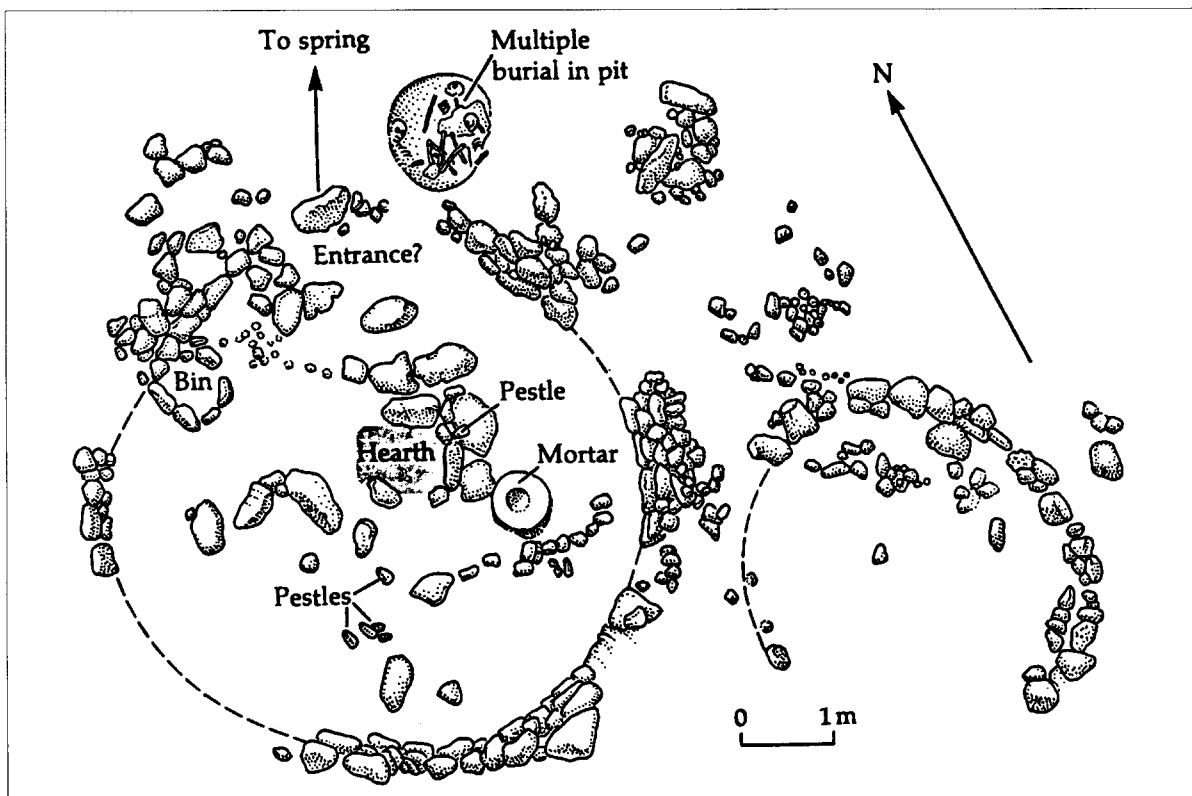 To spring
Multiple
burial in pit
N
Entrance?
Bin
Pestle
Hearth
Mortar
Pestles
0 1 m